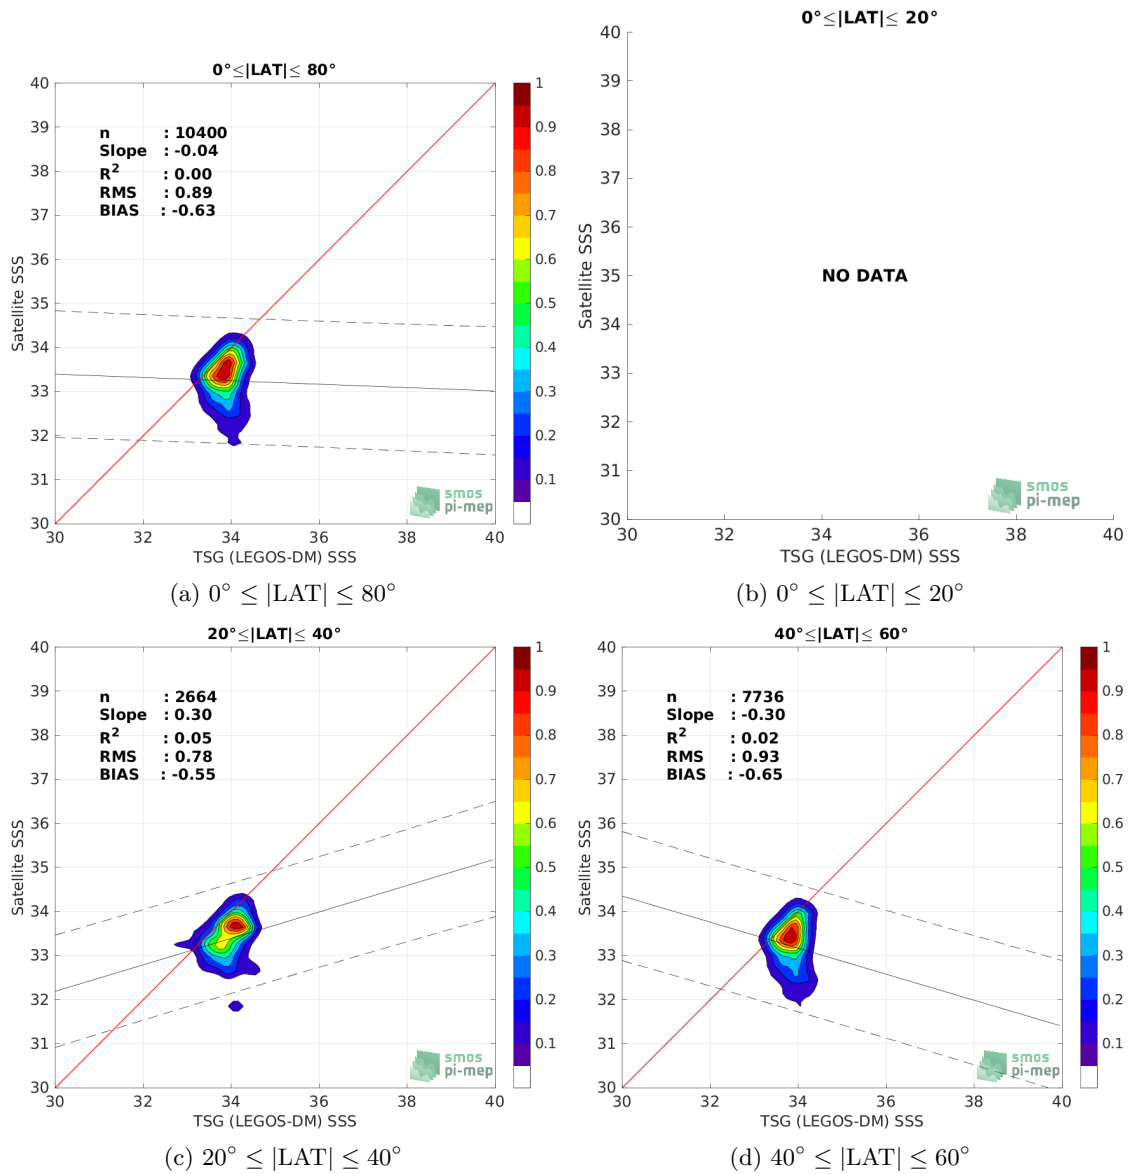 0°≤|LAT|≤ 80°
n : 10400
Slope : -0.04
R² : 0.00
RMS : 0.89
BIAS : -0.63
40
39
38
37
36
35
34
33
32
31
30
30 32 34 36 38 40
Satellite SSS
TSG (LEGOS-DM) SSS
1
0.9
0.8
0.7
0.6
0.5
0.4
0.3
0.2
0.1
smos
pi-mep
(a) 0° ≤ |LAT| ≤ 80°
0°≤|LAT|≤ 20°
40
39
38
37
36
35
34
33
32
31
30
30 32 34 36 38 40
Satellite SSS
NO DATA
TSG (LEGOS-DM) SSS
smos
pi-mep
(b) 0° ≤ |LAT| ≤ 20°
20°≤|LAT|≤ 40°
n : 2664
Slope : 0.30
R² : 0.05
RMS : 0.78
BIAS : -0.55
40
39
38
37
36
35
34
33
32
31
30
30 32 34 36 38 40
Satellite SSS
TSG (LEGOS-DM) SSS
1
0.9
0.8
0.7
0.6
0.5
0.4
0.3
0.2
0.1
smos
pi-mep
(c) 20° ≤ |LAT| ≤ 40°
40°≤|LAT|≤ 60°
n : 7736
Slope : -0.30
R² : 0.02
RMS : 0.93
BIAS : -0.65
40
39
38
37
36
35
34
33
32
31
30
30 32 34 36 38 40
Satellite SSS
TSG (LEGOS-DM) SSS
1
0.9
0.8
0.7
0.6
0.5
0.4
0.3
0.2
0.1
smos
pi-mep
(d) 40° ≤ |LAT| ≤ 60°